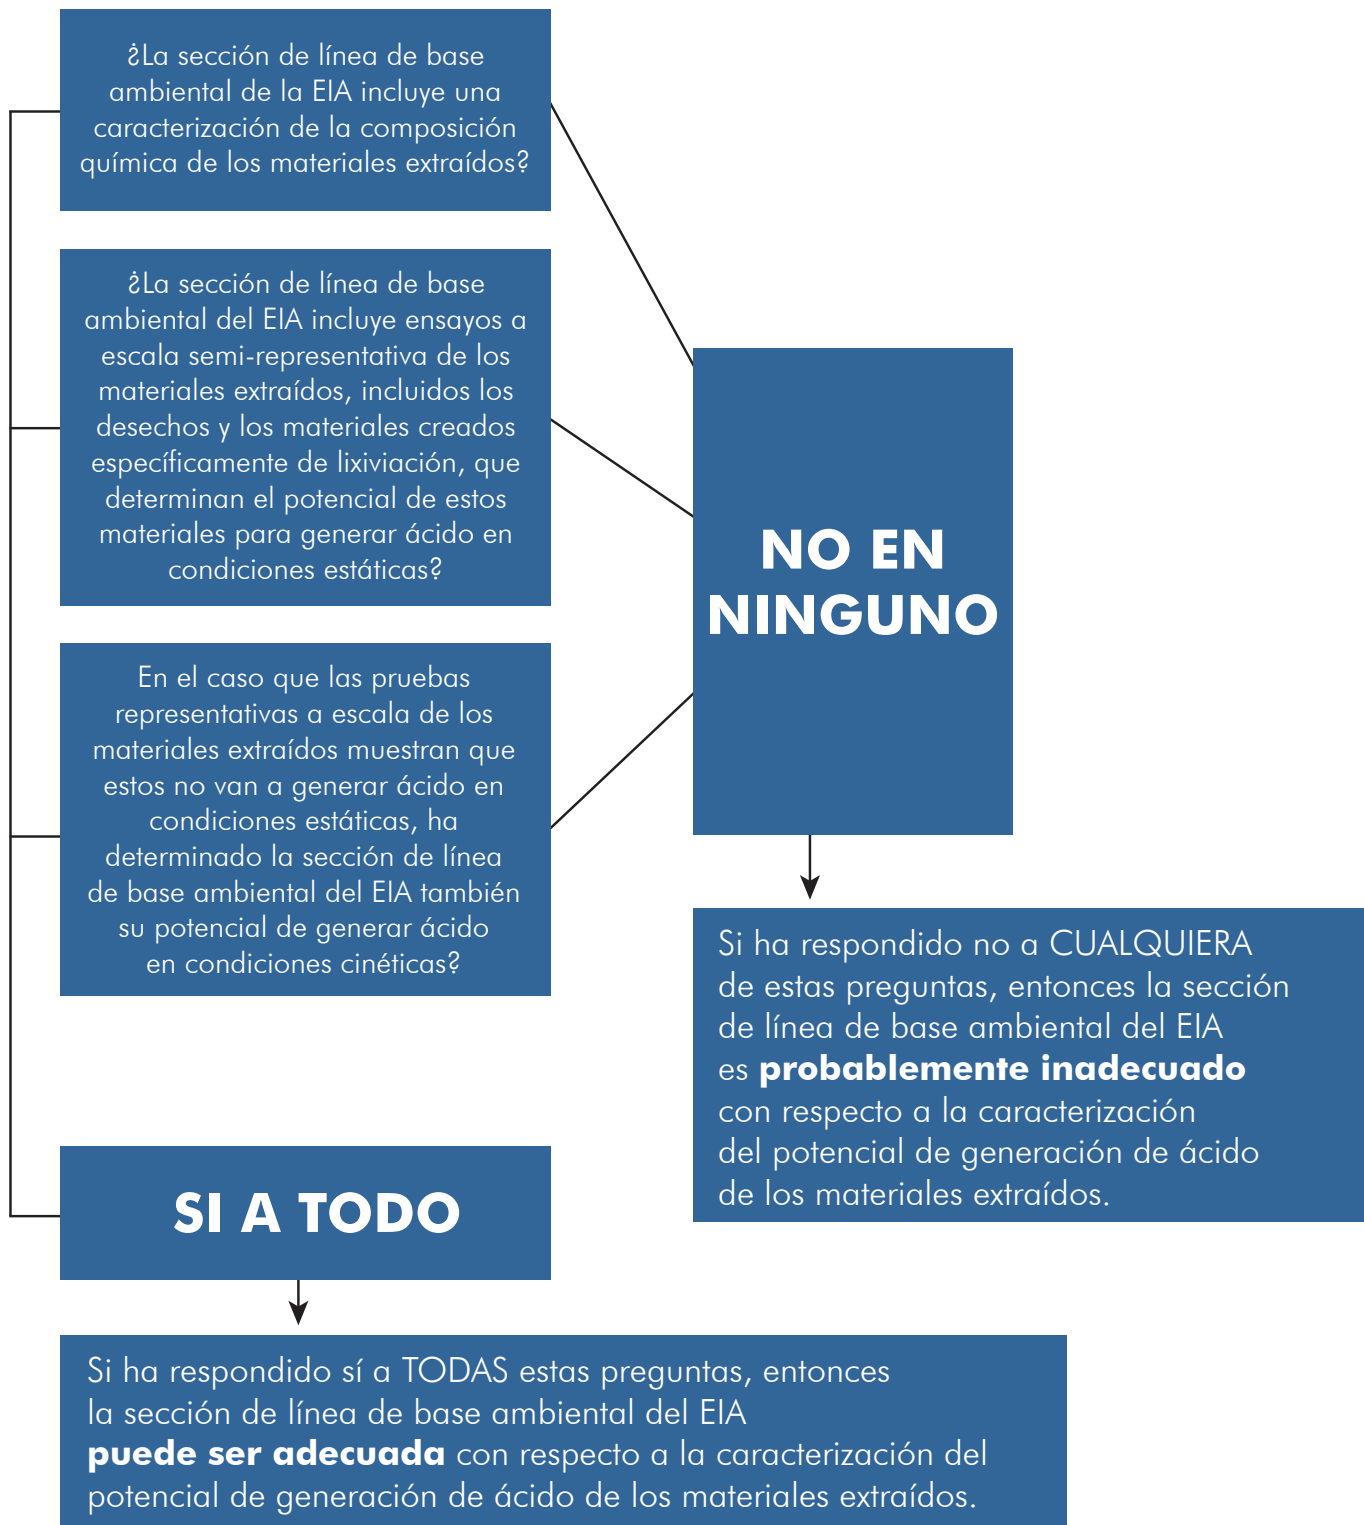 ¿La sección de línea de base
ambiental de la EIA incluye una
caracterización de la composición
química de los materiales extraídos?
¿La sección de línea de base
ambiental del EIA incluye ensayos a
escala semi-representativa de los
materiales extraídos, incluidos los
desechos y los materiales creados
específicamente de lixiviación, que
determinan el potencial de estos
materiales para generar ácido en
condiciones estáticas?
En el caso que las pruebas
representativas a escala de los
materiales extraídos muestran que
estos no van a generar ácido en
condiciones estáticas, ha
determinado la sección de línea
de base ambiental del EIA también
su potencial de generar ácido
en condiciones cinéticas?
NO EN
NINGUNO
Si ha respondido no a CUALQUIERA
de estas preguntas, entonces la sección
de línea de base ambiental del EIA
es probablemente inadecuado
con respecto a la caracterización
del potencial de generación de ácido
de los materiales extraídos.
SI A TODO
Si ha respondido sí a TODAS estas preguntas, entonces
la sección de línea de base ambiental del EIA
puede ser adecuada con respecto a la caracterización del
potencial de generación de ácido de los materiales extraídos.